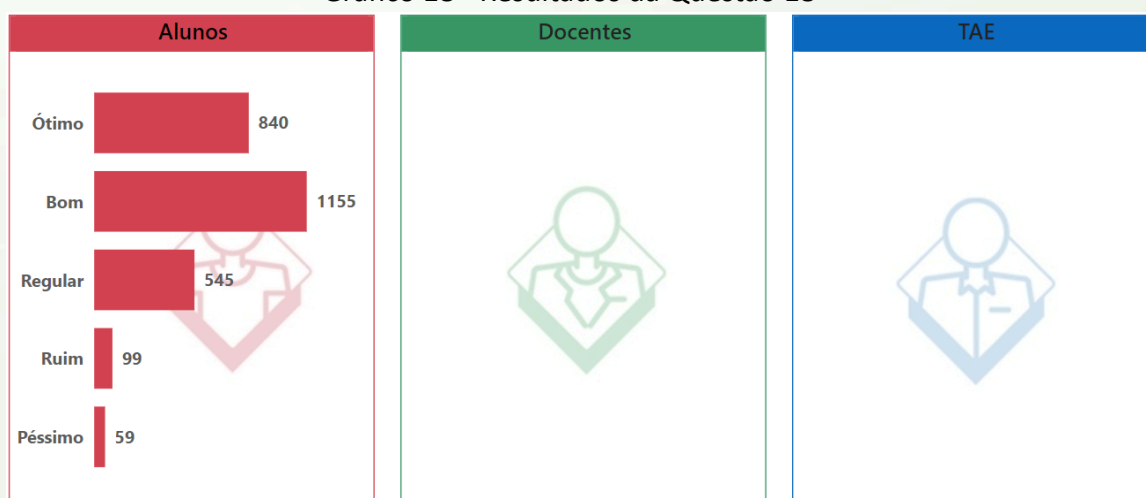 Alunos
Ótimo 840
Bom 1155
Regular 545
Ruim 99
Péssimo 59
Docentes
TAE